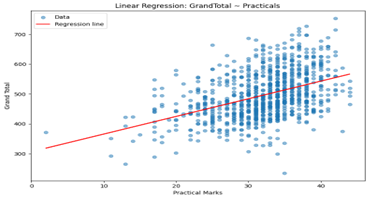 Linear Regression: GrandTotal ~ Practicals
Data
Regression line
Grand Total
700
600
500
400
300
0
10
20
30
40
Practical Marks